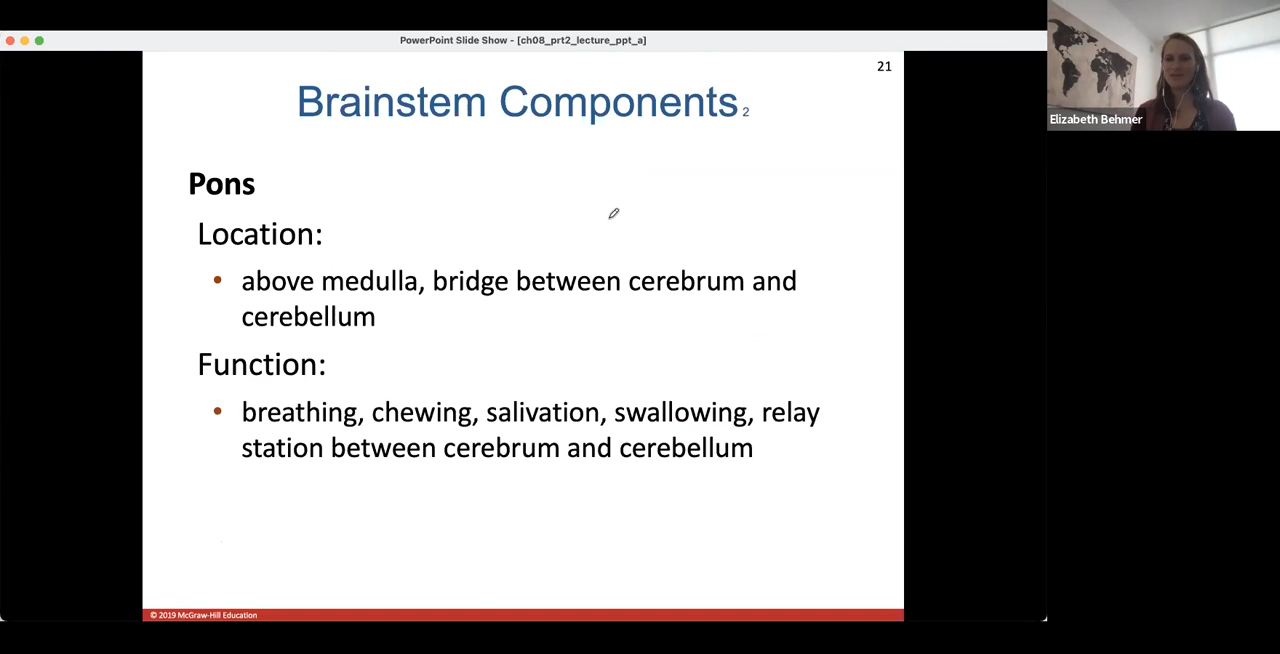 PowerPoint Slide Show - [ch08_prt2_lecture_ppt_a]
21
Brainstem Components 2
Pons
Location:
• above medulla, bridge between cerebrum and
cerebellum
Function:
• breathing, chewing, salivation, swallowing, relay
station between cerebrum and cerebellum
© 2019 McGraw-Hill Education
Elizabeth Behmer